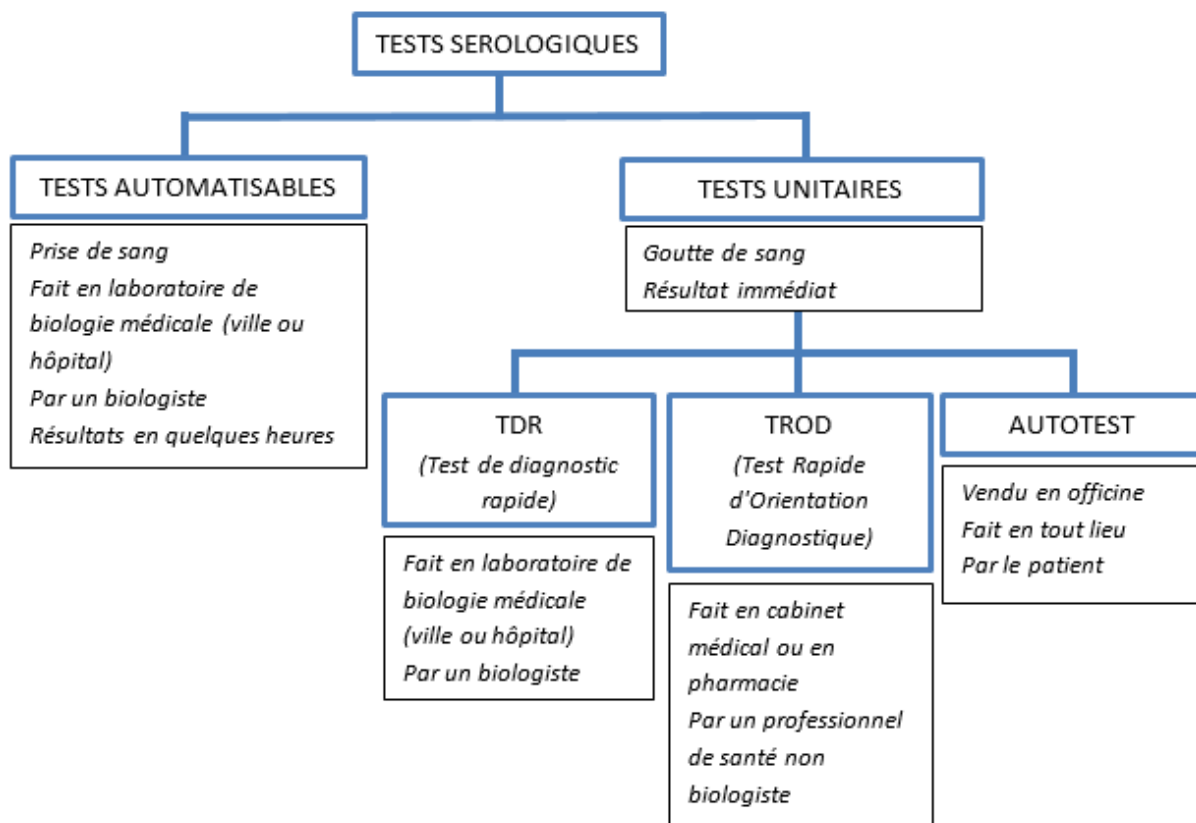 TESTS SEROLOGIQUES
TESTS AUTOMATISABLES
Prise de sang
Fait en laboratoire de
biologie médicale (ville ou
hôpital)
Par un biologiste
Résultats en quelques heures
TESTS UNITAIRES
Goutte de sang
Résultat immédiat
TDR
(Test de diagnostic
rapide)
Fait en laboratoire de
biologie médicale
(ville ou hôpital)
Par un biologiste
TROD
(Test Rapide
d'Orientation
Diagnostique)
Fait en cabinet
médical ou en
pharmacie
Par un professionnel
de santé non
biologiste
AUTOTEST
Vendu en officine
Fait en tout lieu
Par le patient